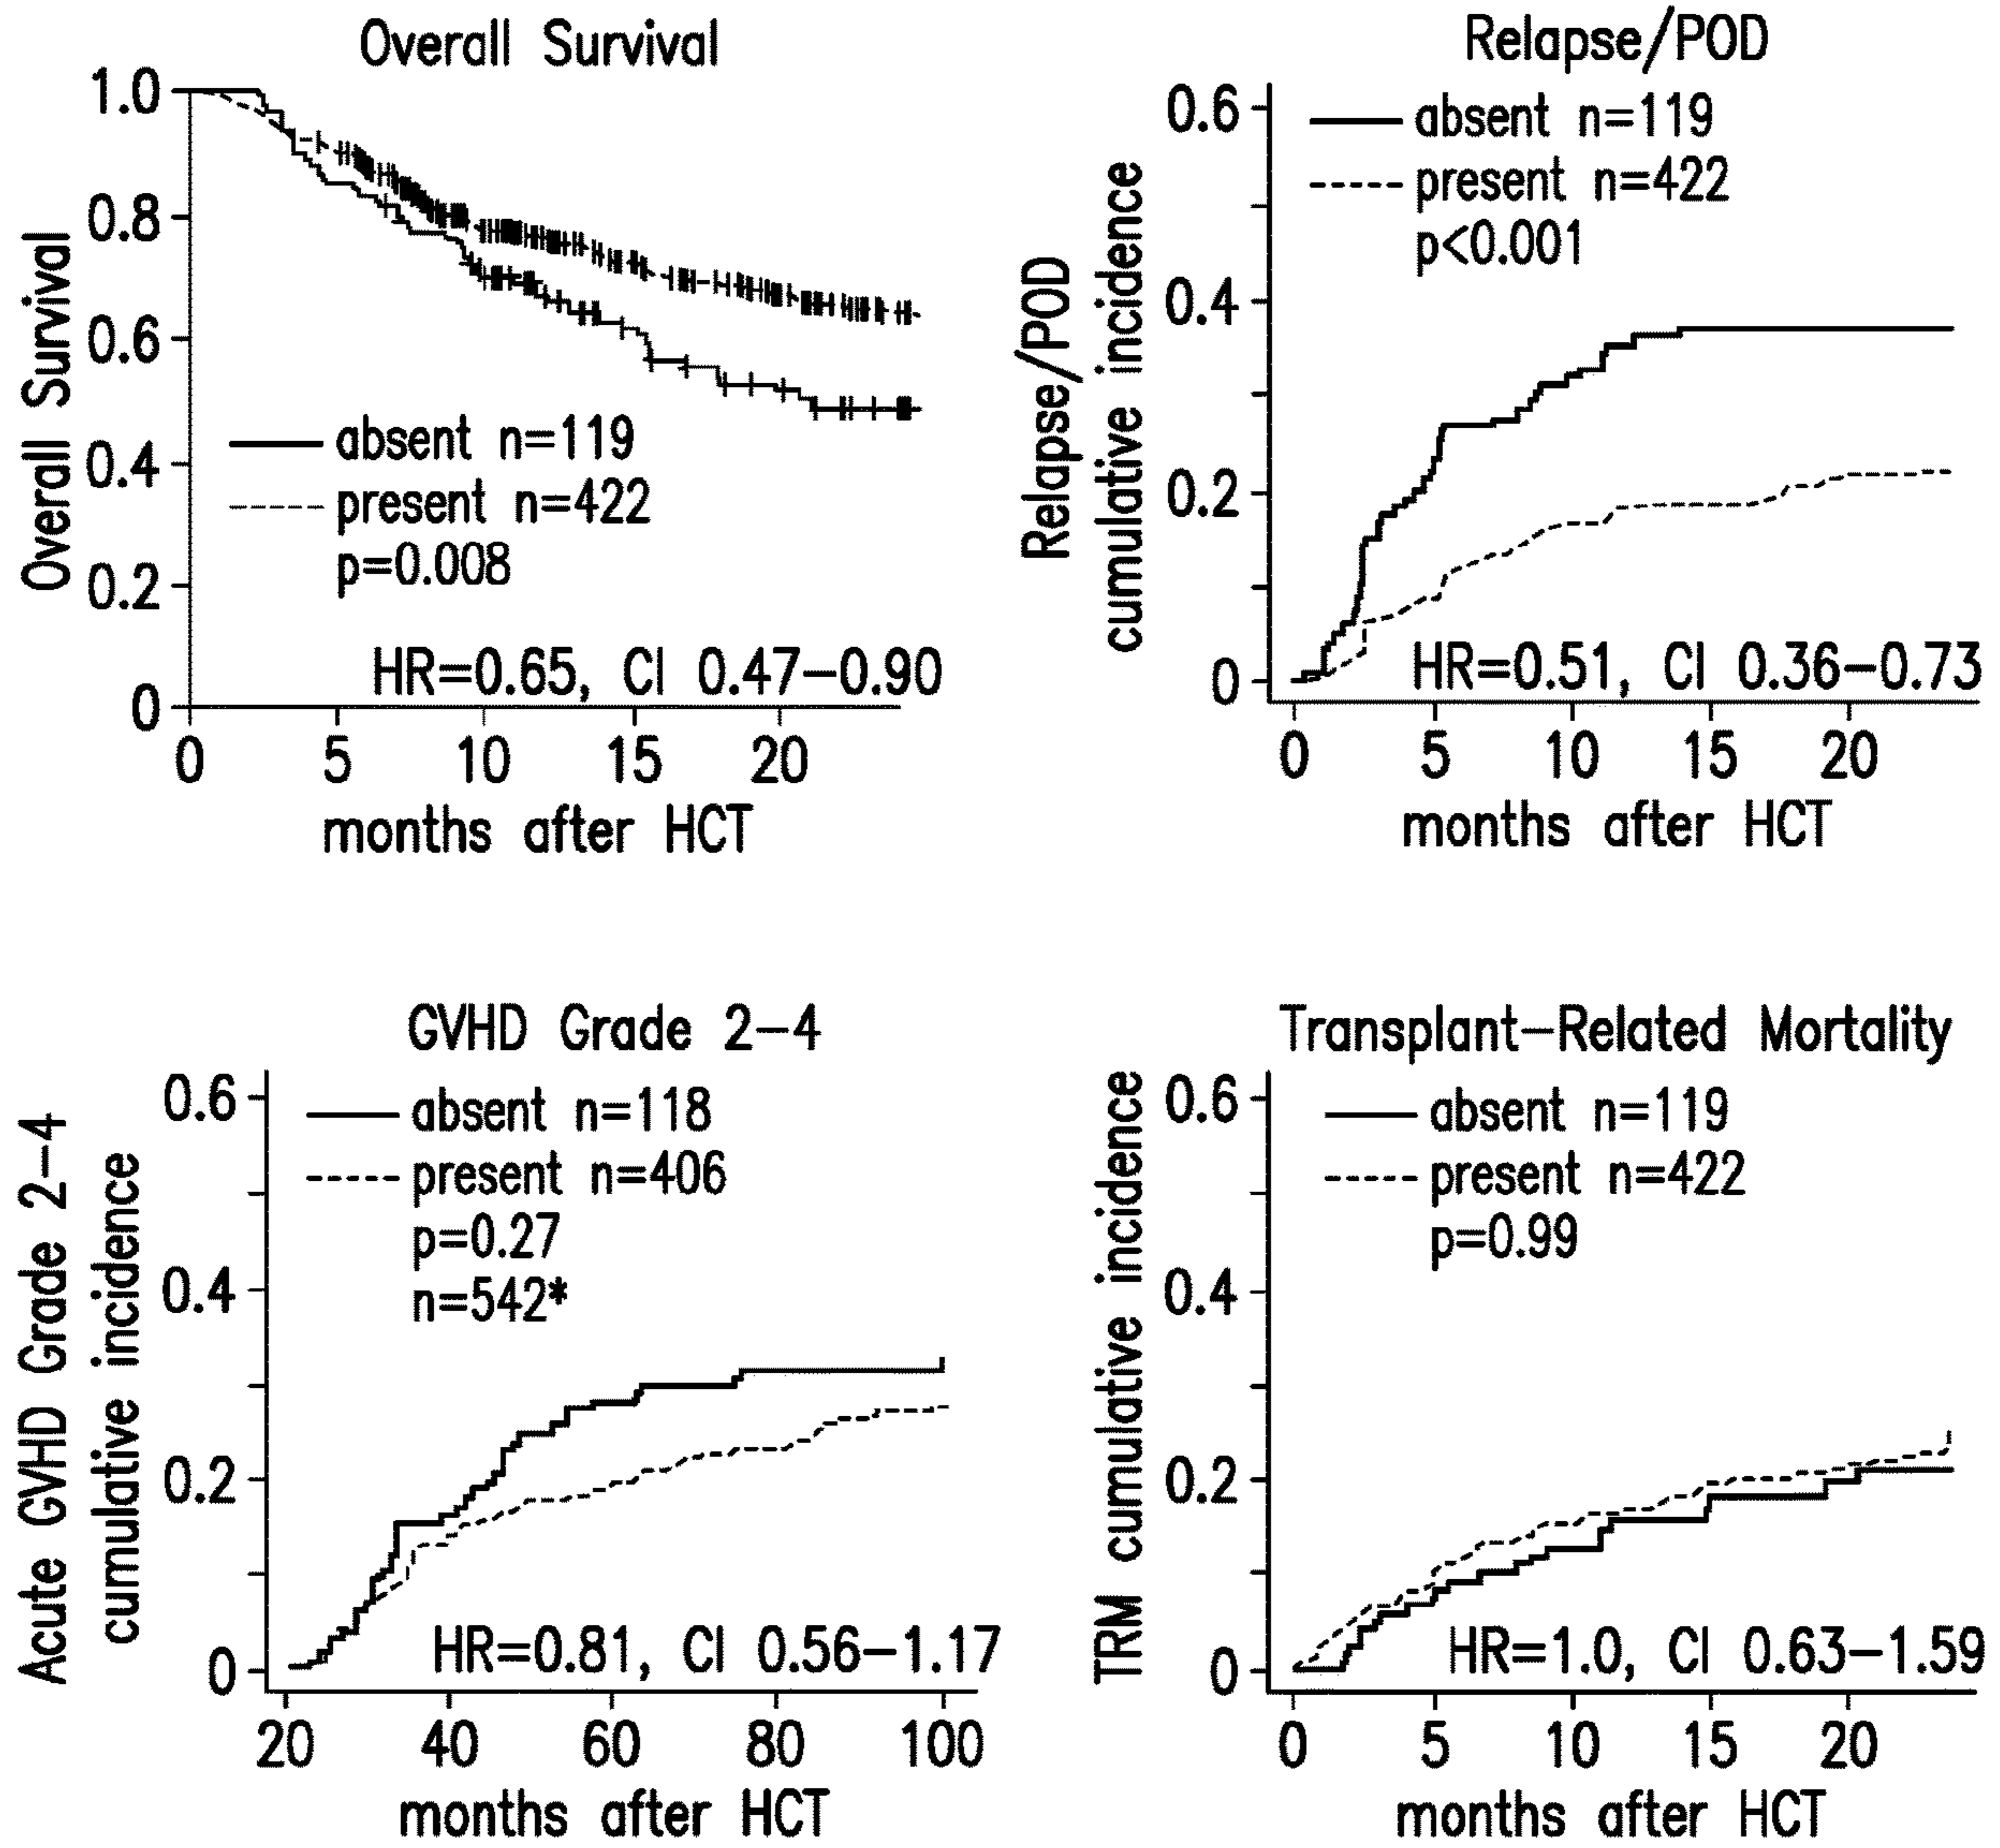 Overall Survival
Overall Survival
1.0
0.8
0.6
0.4
0.2
0
absent n=119
present n=422
p=0.008
HR=0.65, CI 0.47–0.90
0 5 10 15 20
months after HCT
Relapse/POD
Relapse/POD
cumulative incidence
0.6
0.4
0.2
0
absent n=119
present n=422
p<0.001
HR=0.51, CI 0.36–0.73
0 5 10 15 20
months after HCT
GVHD Grade 2–4
Acute GVHD Grade 2–4
cumulative incidence
0.6
0.4
0.2
0
absent n=118
present n=406
p=0.27
n=542*
HR=0.81, CI 0.56–1.17
20 40 60 80 100
months after HCT
Transplant–Related Mortality
TRM cumulative incidence
0.6
0.4
0.2
0
absent n=119
present n=422
p=0.99
HR=1.0, CI 0.63–1.59
0 5 10 15 20
months after HCT